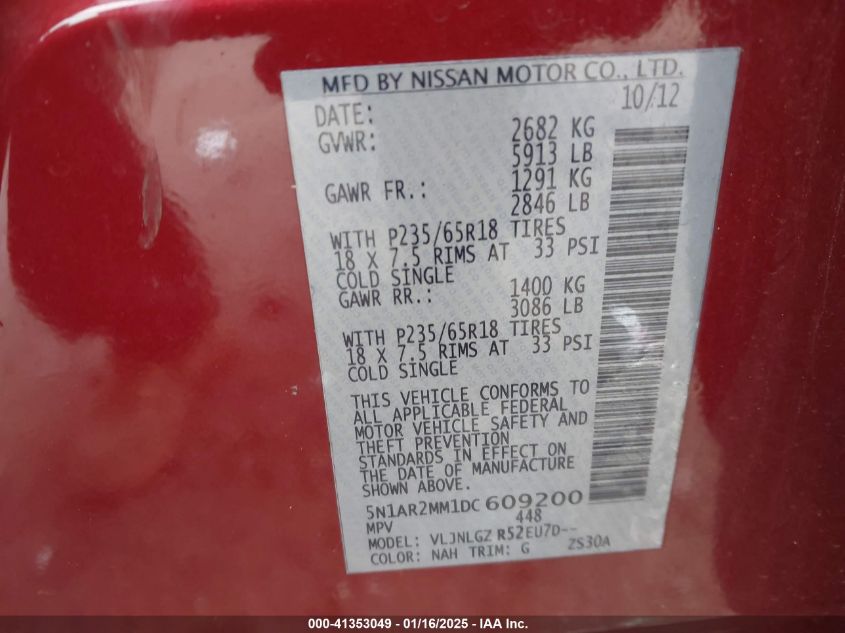 MFD BY NISSAN MOTOR CO., LTD.
DATE: 10/12
GVWR: 2682 KG
5913 LB
GAWR FR.: 1291 KG
2846 LB
WITH P235/65R18 TIRES
18 X 7.5 RIMS AT 33 PSI
COLD SINGLE
GAWR RR.: 1400 KG
3086 LB
WITH P235/65R18 TIRES
18 X 7.5 RIMS AT 33 PSI
COLD SINGLE
THIS VEHICLE CONFORMS TO
ALL APPLICABLE FEDERAL
MOTOR VEHICLE SAFETY AND
THEFT PREVENTION
STANDARDS IN EFFECT ON
THE DATE OF MANUFACTURE
SHOWN ABOVE.
5N1AR2MM1DC 609200
MPV 448
MODEL: VLJNLGZ R52EU7D--
COLOR: NAH TRIM: G ZS30A
000-41353049 - 01/16/2025 - IAA Inc.